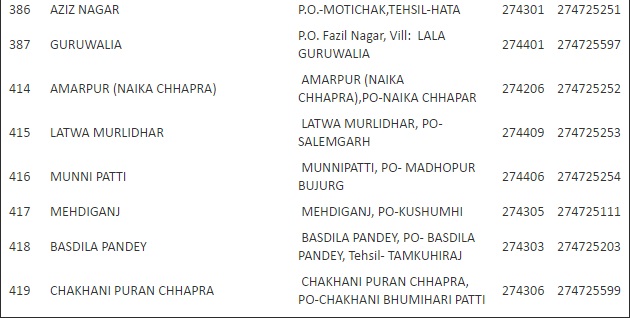 386 AZIZ NAGAR P.O.-MOTICHAK,TEHSIL-HATA 274301 274725251
387 GURUWALIA P.O. Fazil Nagar, Vill: LALA GURUWALIA 274401 274725597
414 AMARPUR (NAIKA CHHAPRA) AMARPUR (NAIKA CHHAPRA),PO-NAIKA CHHAPAR 274206 274725252
415 LATWA MURLIDHAR LATWA MURLIDHAR, PO-SALEMGARH 274409 274725253
416 MUNNI PATTI MUNNIPATTI, PO- MADHOPUR BUJURG 274406 274725254
417 MEHDIGANJ MEHDIGANJ, PO-KUSHUMHI 274305 274725111
418 BASDILA PANDEY BASDILA PANDEY, PO- BASDILA PANDEY, Tehsil- TAMKUHIRAJ 274303 274725203
419 CHAKHANI PURAN CHHAPRA CHAKHANI PURAN CHHAPRA, PO-CHAKHANI BHUMIHARI PATTI 274306 274725599